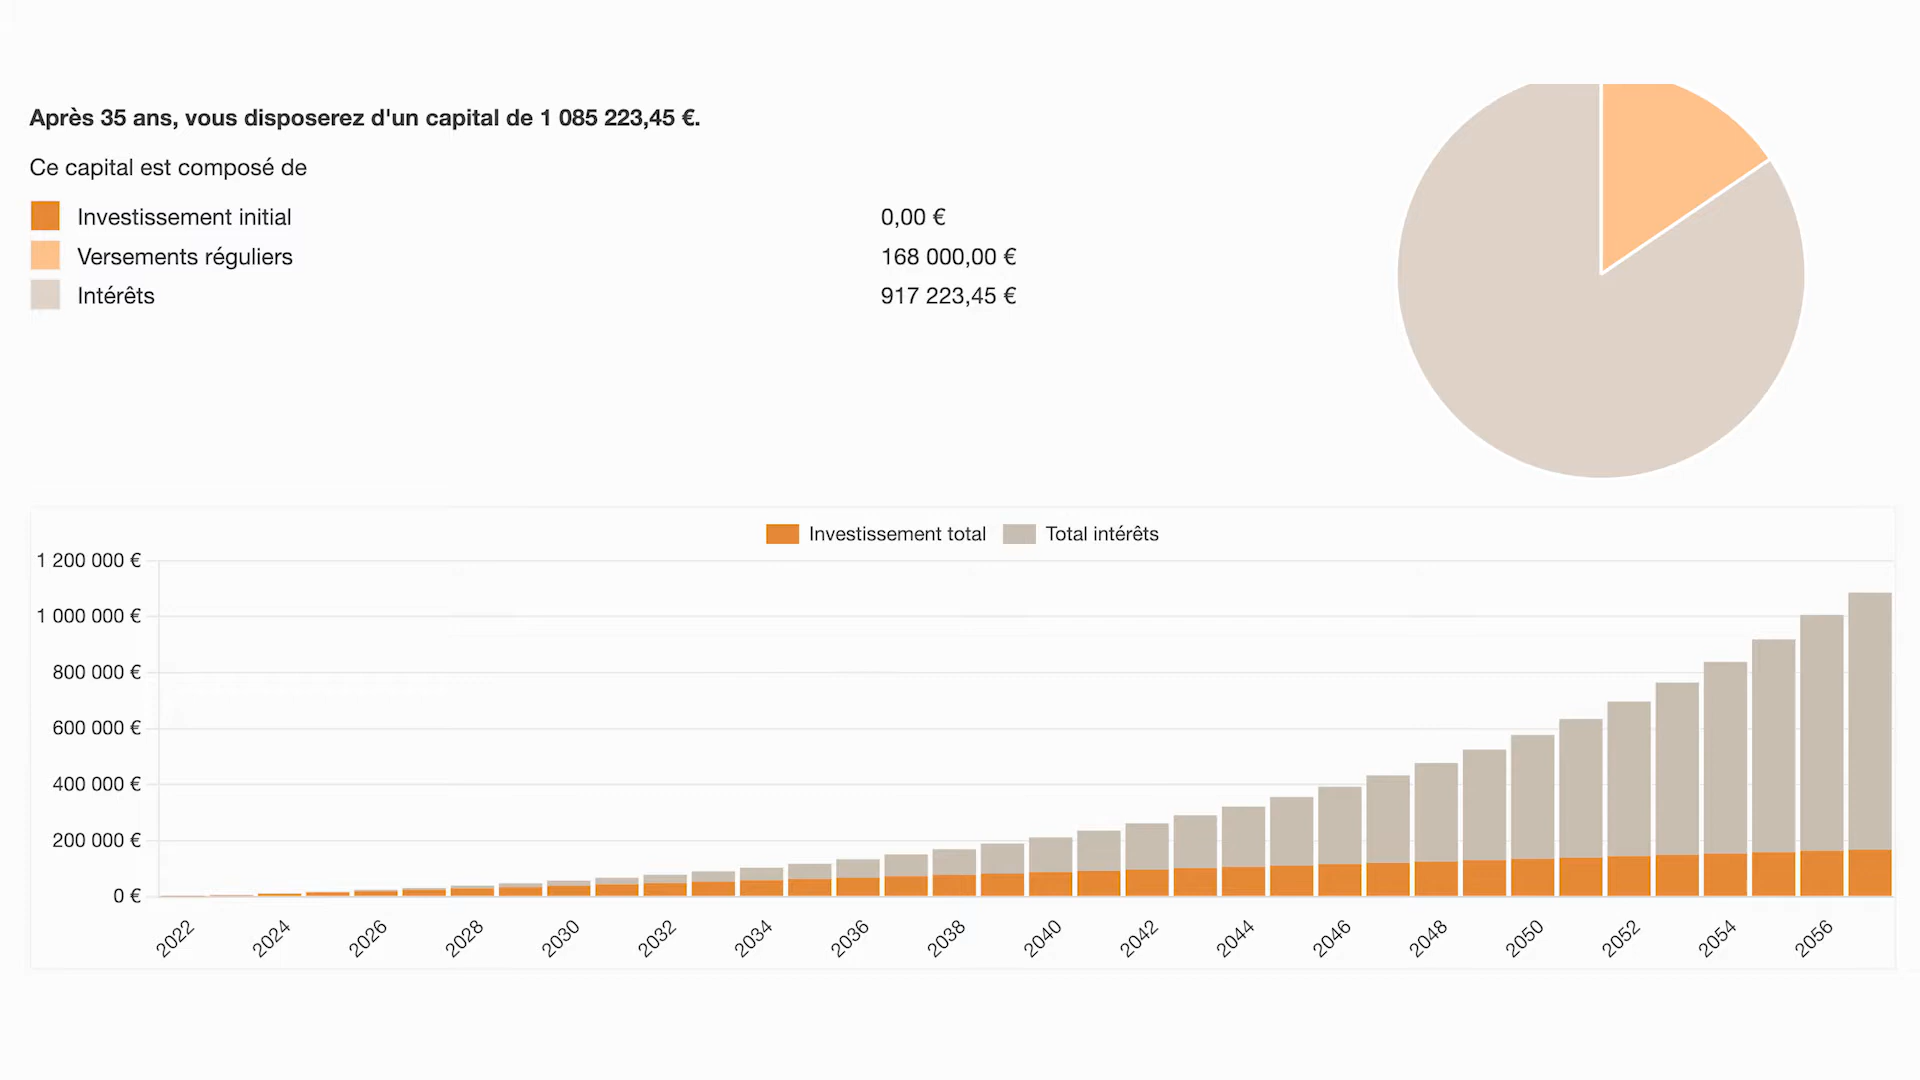 Après 35 ans, vous disposerez d'un capital de 1 085 223,45 €.
Ce capital est composé de
Investissement initial 0,00 €
Versements réguliers 168 000,00 €
Intérêts 917 223,45 €
Investissement total Total intérêts
1 200 000 €
1 000 000 €
800 000 €
600 000 €
400 000 €
200 000 €
0 €
2022 2024 2026 2028 2030 2032 2034 2036 2038 2040 2042 2044 2046 2048 2050 2052 2054 2056